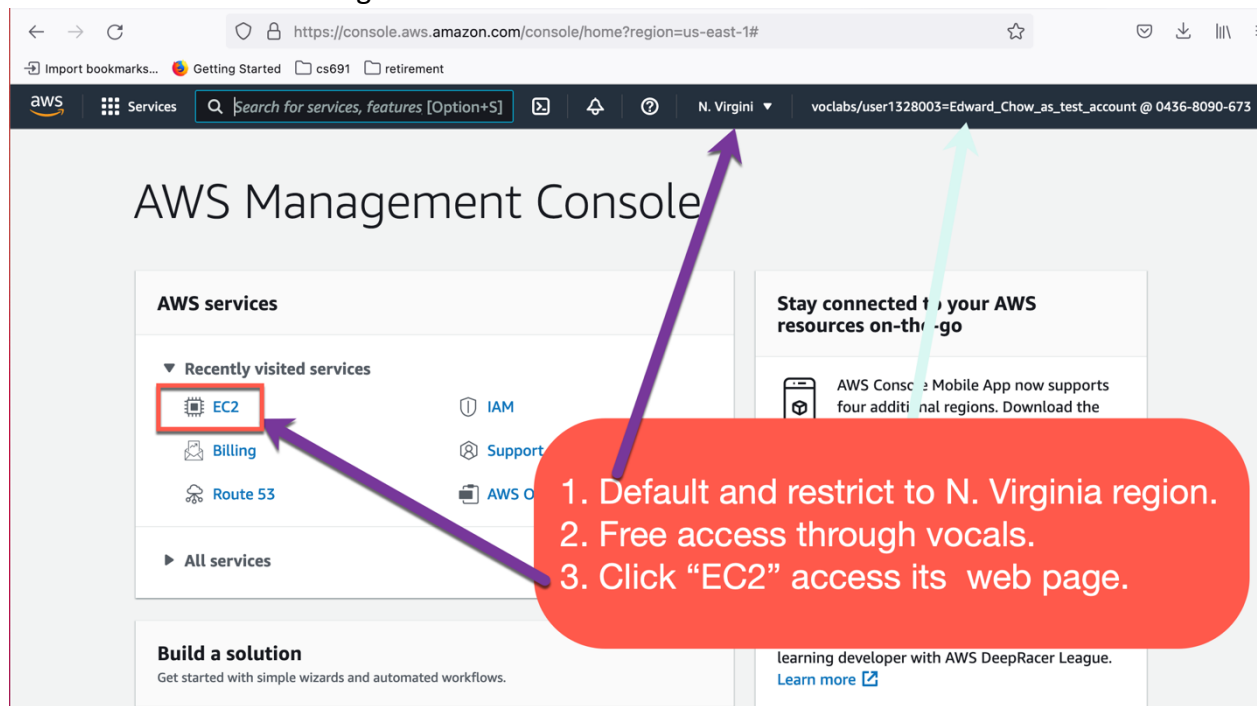 https://console.aws.amazon.com/console/home?region=us-east-1#
Import bookmarks... Getting Started cs691 retirement
aws Services Search for services, features [Option+S] N. Virgini voclabs/user1328003=Edward_Chow_as_test_account @ 0436-8090-673
AWS Management Console
AWS services
Recently visited services
EC2 IAM
Billing Support
Route 53 AWS O
All services
Stay connected to your AWS
resources on-the-go
AWS Console Mobile App now supports
four additional regions. Download the
1. Default and restrict to N. Virginia region.
2. Free access through vocals.
3. Click “EC2” access its web page.
Build a solution
Get started with simple wizards and automated workflows.
learning developer with AWS DeepRacer League.
Learn more